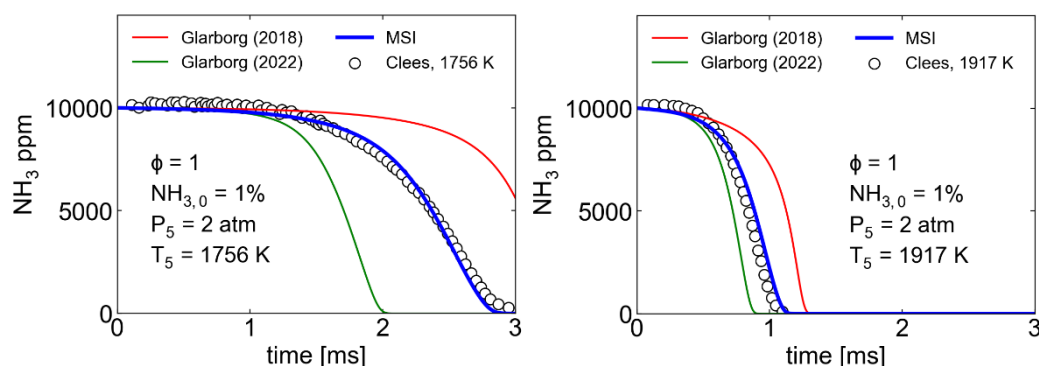 Glarborg (2018)
MSI
Glarborg (2022)
Clees, 1756 K
10000
5000
0
NH3 ppm
ϕ = 1
NH3,0 = 1%
P5 = 2 atm
T5 = 1756 K
0 1 2 3
time [ms]
Glarborg (2018)
MSI
Glarborg (2022)
Clees, 1917 K
10000
5000
0
NH3 ppm
ϕ = 1
NH3,0 = 1%
P5 = 2 atm
T5 = 1917 K
0 1 2 3
time [ms]